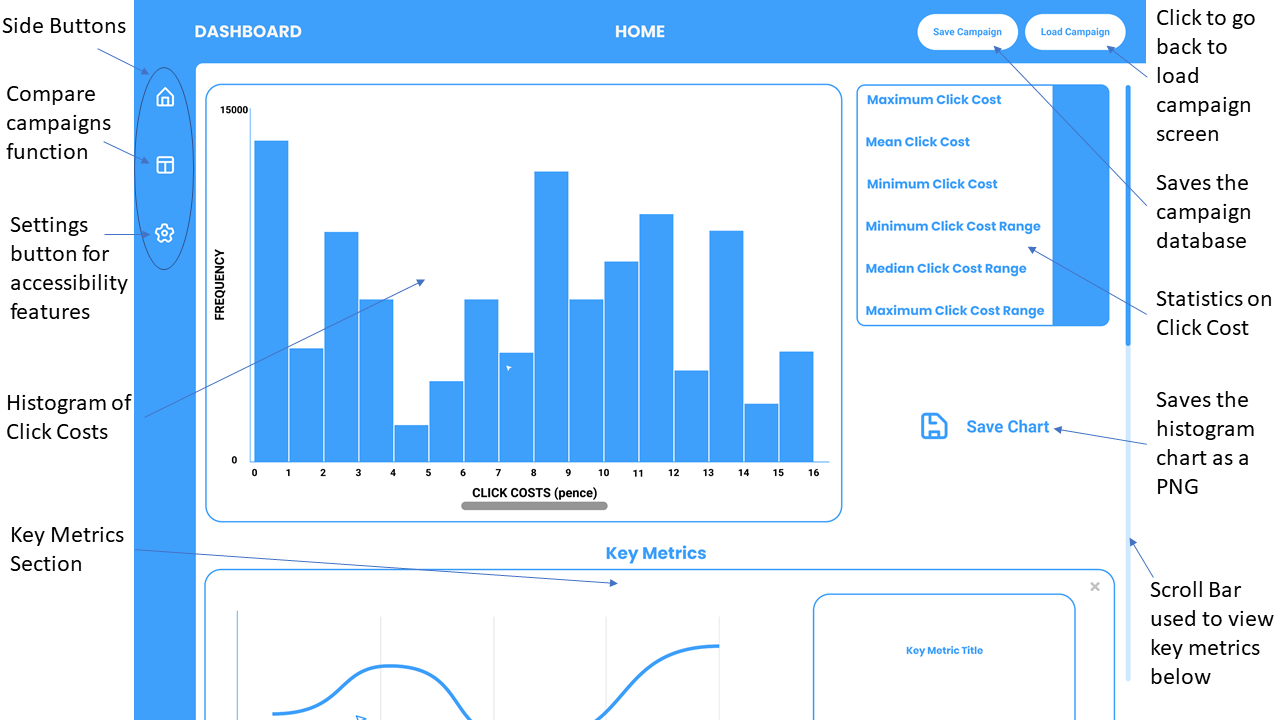 Side Buttons
Compare
campaigns
function
Settings
button for
accessibility
features
Histogram of
Click Costs
Key Metrics
Section
DASHBOARD
HOME
Save Campaign
Load Campaign
15000
FREQUENCY
0
0 1 2 3 4 5 6 7 8 9 10 11 12 13 14 15 16
CLICK COSTS (pence)
Maximum Click Cost
Mean Click Cost
Minimum Click Cost
Minimum Click Cost Range
Median Click Cost Range
Maximum Click Cost Range
Save Chart
Key Metrics
Key Metric Title
Click to go
back to
load
campaign
screen
Saves the
campaign
database
Statistics on
Click Cost
Saves the
histogram
chart as a
PNG
Scroll Bar
used to view
key metrics
below